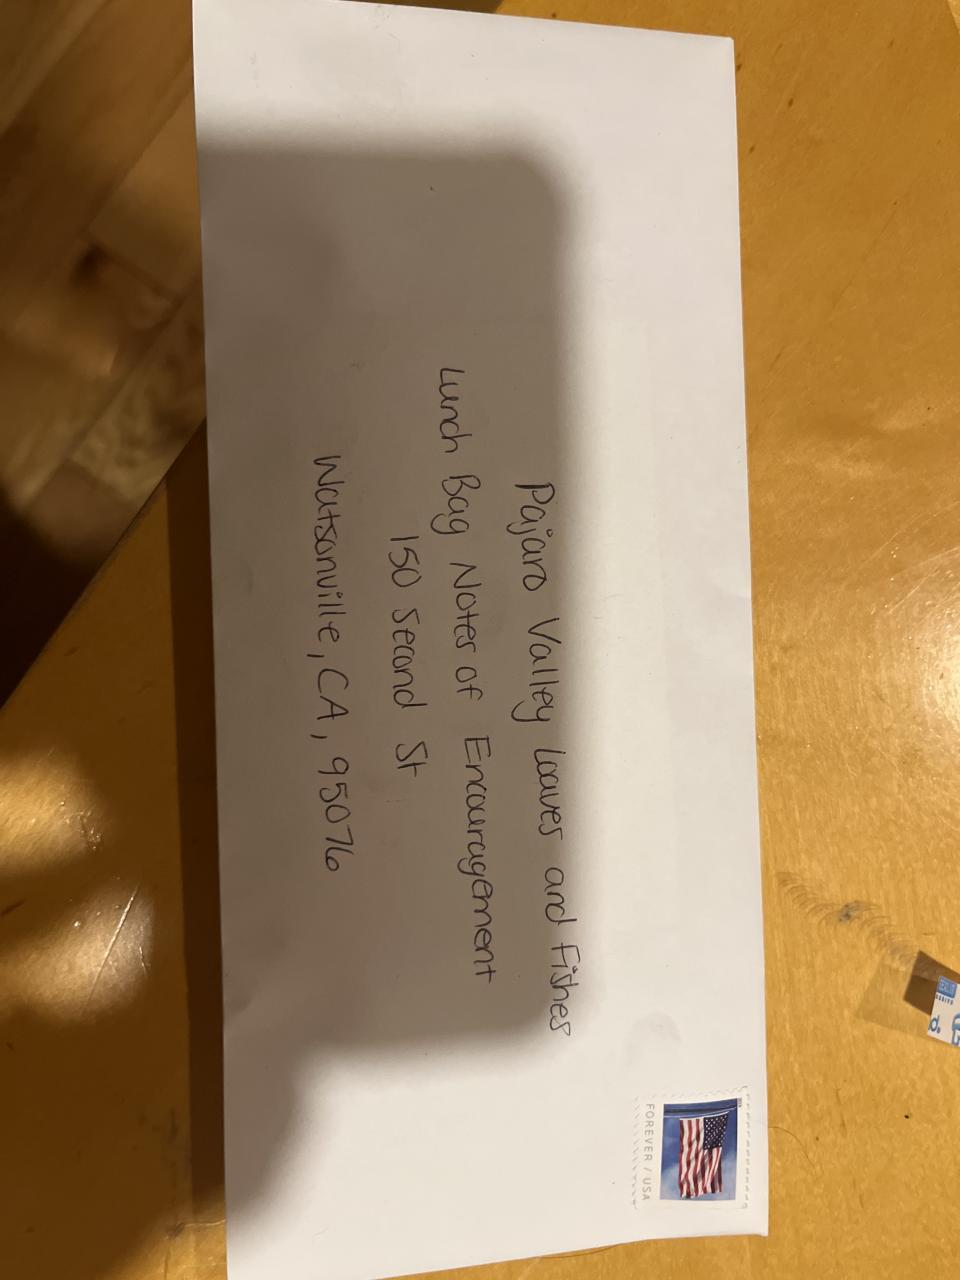 Pajaro Valley Loaves and Fishes
Lunch Bag Notes of Encouragement
150 Second St
Watsonville, CA, 95076
FOREVER / USA